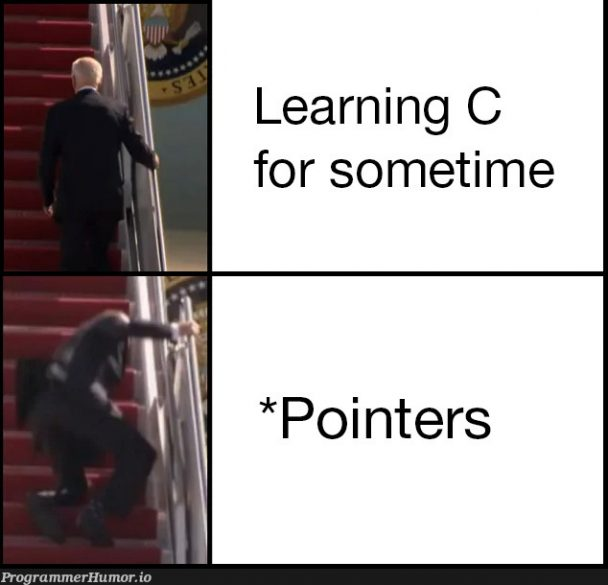 Learning C
for sometime
*Pointers
ProgrammerHumor.io